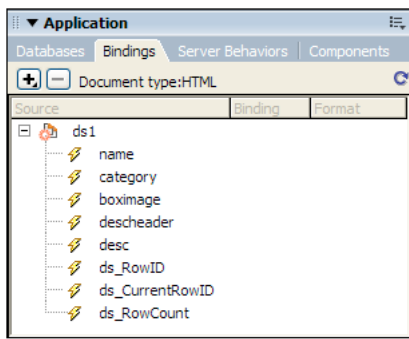 Application
Databases Bindings Server Behaviors Components
Document type:HTML
Source Binding Format
ds1
name
category
boximage
descheader
desc
ds_RowID
ds_CurrentRowID
ds_RowCount